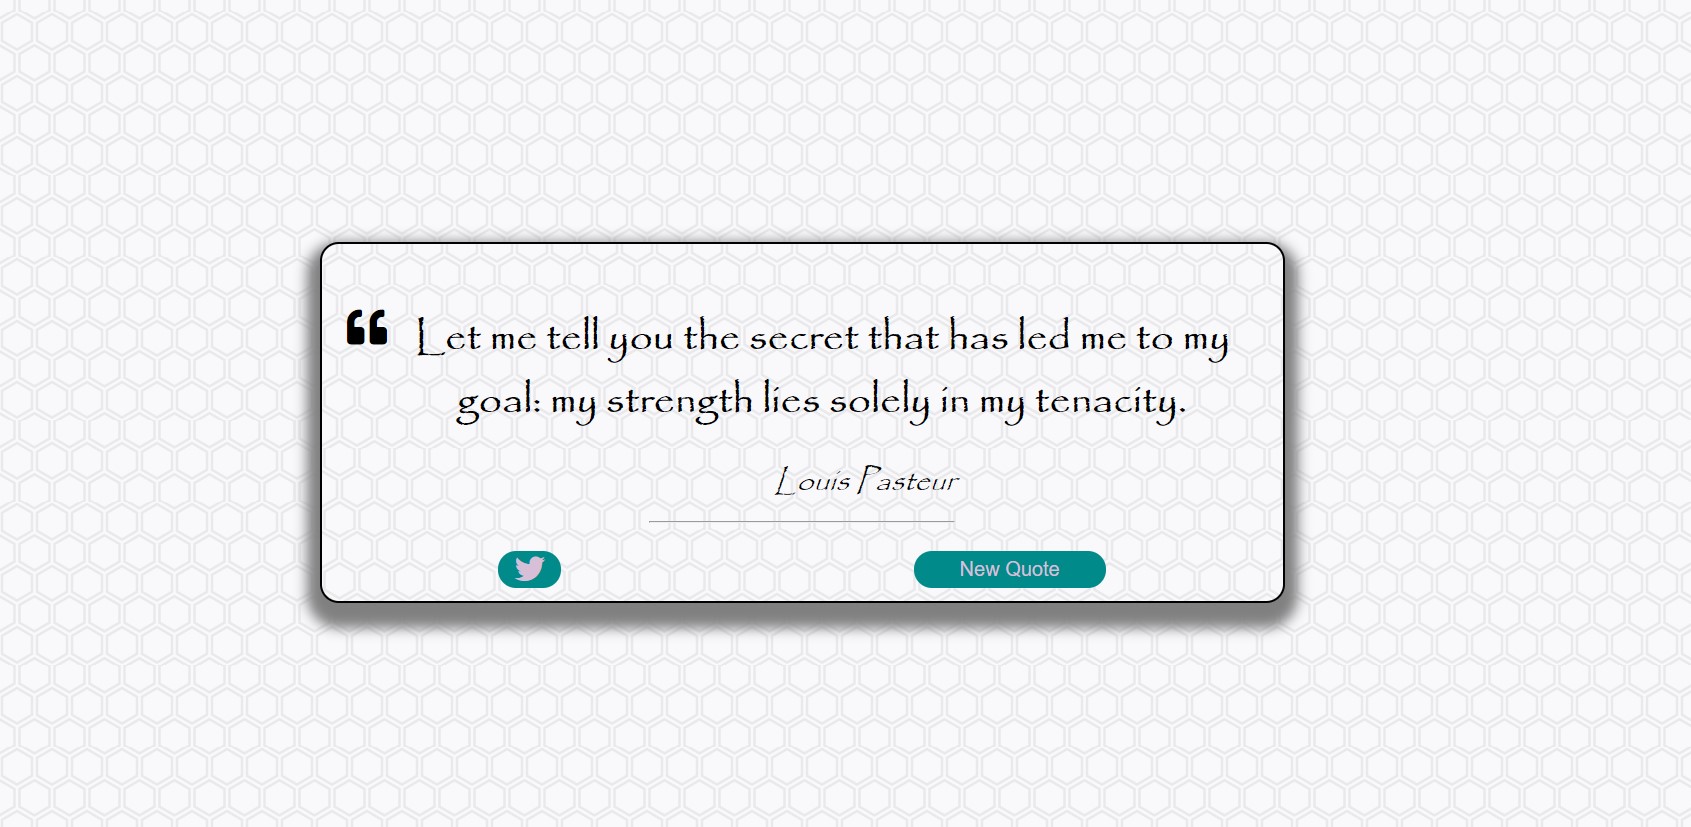 Let me tell you the secret that has led me to my
goal: my strength lies solely in my tenacity.
Louis Pasteur
New Quote